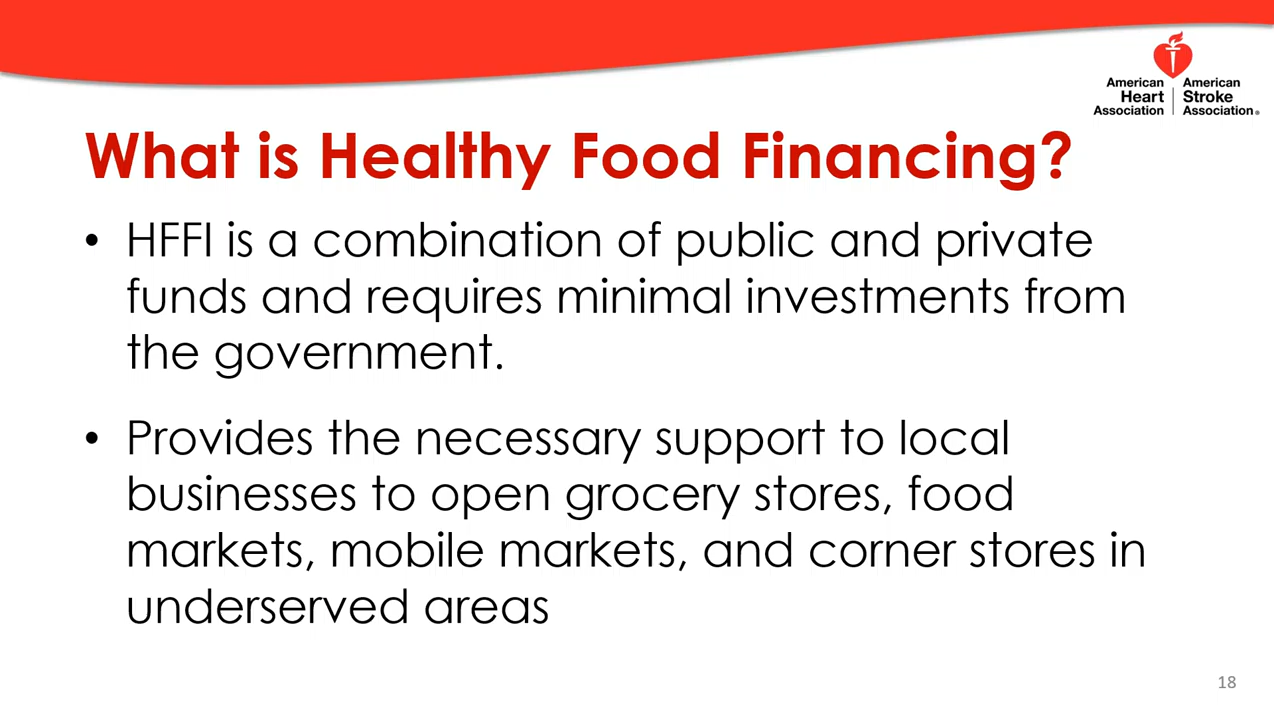 American
Heart
Association
American
Stroke
Association®
What is Healthy Food Financing?
• HFFI is a combination of public and private
funds and requires minimal investments from
the government.
• Provides the necessary support to local
businesses to open grocery stores, food
markets, mobile markets, and corner stores in
underserved areas
18